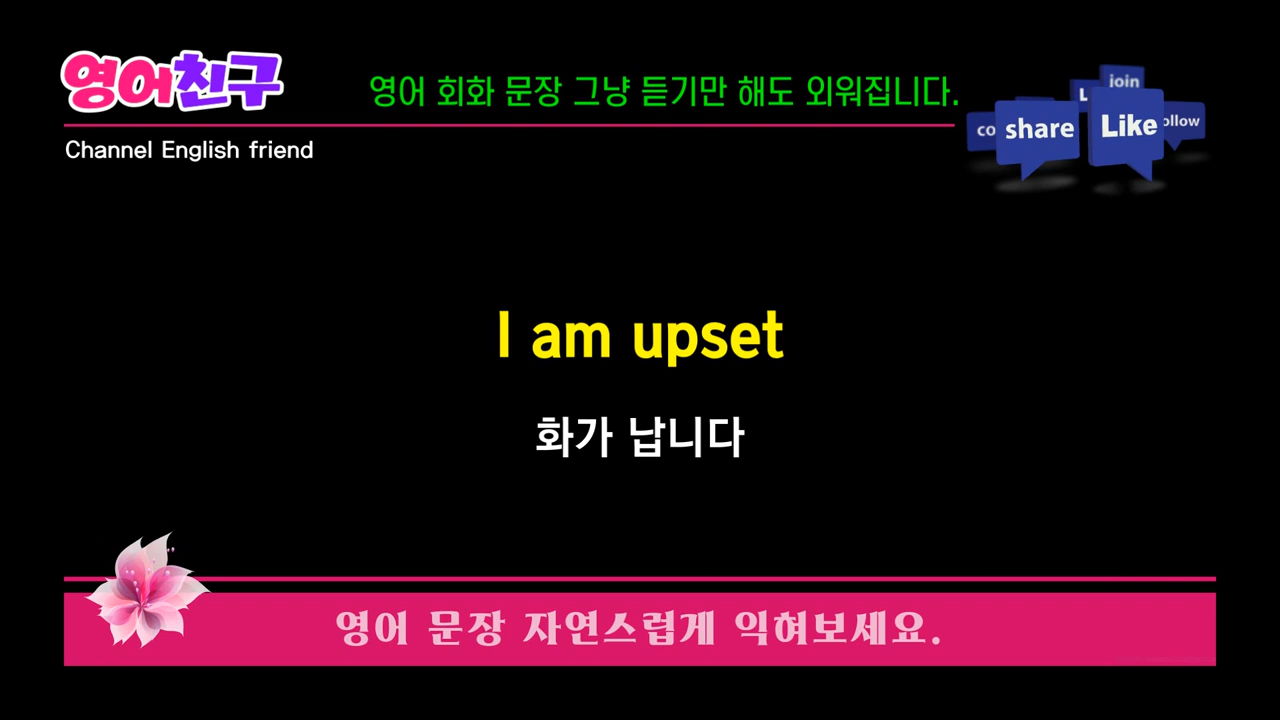 영어친구
영어 회화 문장 그냥 듣기만 해도 외워집니다.
Channel English friend
join
L
co
share
Like
ollow
I am upset
화가 납니다
영어 문장 자연스럽게 익혀보세요.